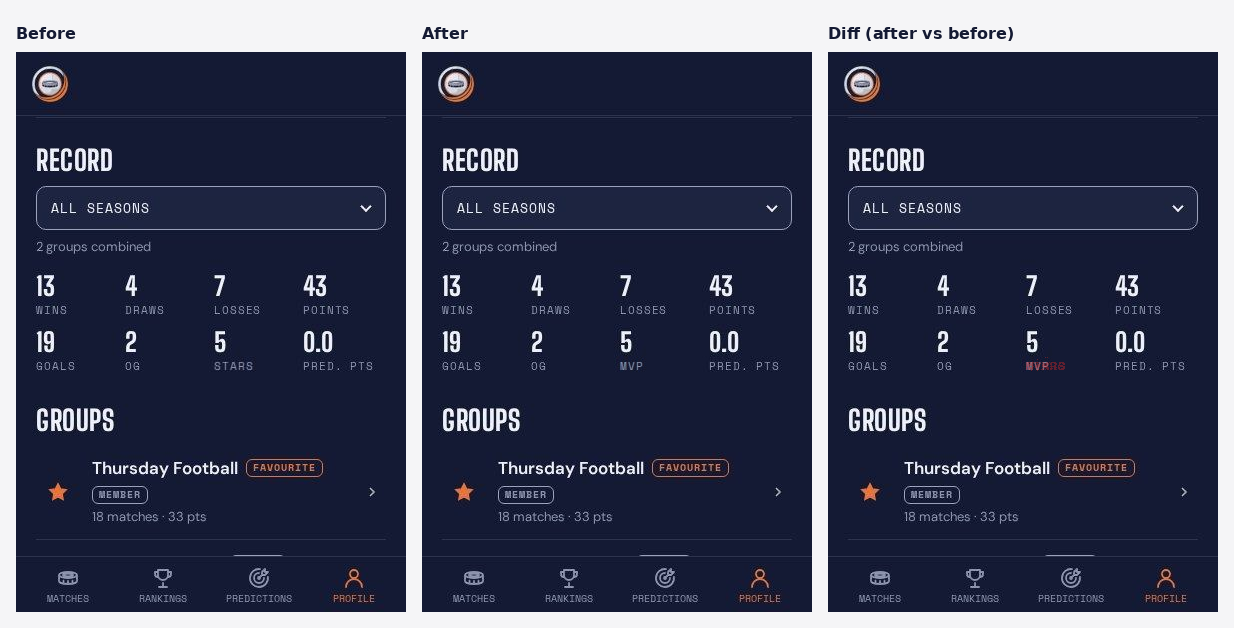 Before
RECORD
ALL SEASONS
2 groups combined
13 4 7 43
WINS DRAWS LOSSES POINTS
19 2 5 0.0
GOALS OG STARS PRED. PTS
GROUPS
Thursday Football FAVOURITE
MEMBER
18 matches · 33 pts
MATCHES RANKINGS PREDICTIONS PROFILE
After
RECORD
ALL SEASONS
2 groups combined
13 4 7 43
WINS DRAWS LOSSES POINTS
19 2 5 0.0
GOALS OG MVP PRED. PTS
GROUPS
Thursday Football FAVOURITE
MEMBER
18 matches · 33 pts
MATCHES RANKINGS PREDICTIONS PROFILE
Diff (after vs before)
RECORD
ALL SEASONS
2 groups combined
13 4 7 43
WINS DRAWS LOSSES POINTS
19 2 5 0.0
GOALS OG PRED. PTS
GROUPS
Thursday Football FAVOURITE
MEMBER
18 matches · 33 pts
MATCHES RANKINGS PREDICTIONS PROFILE